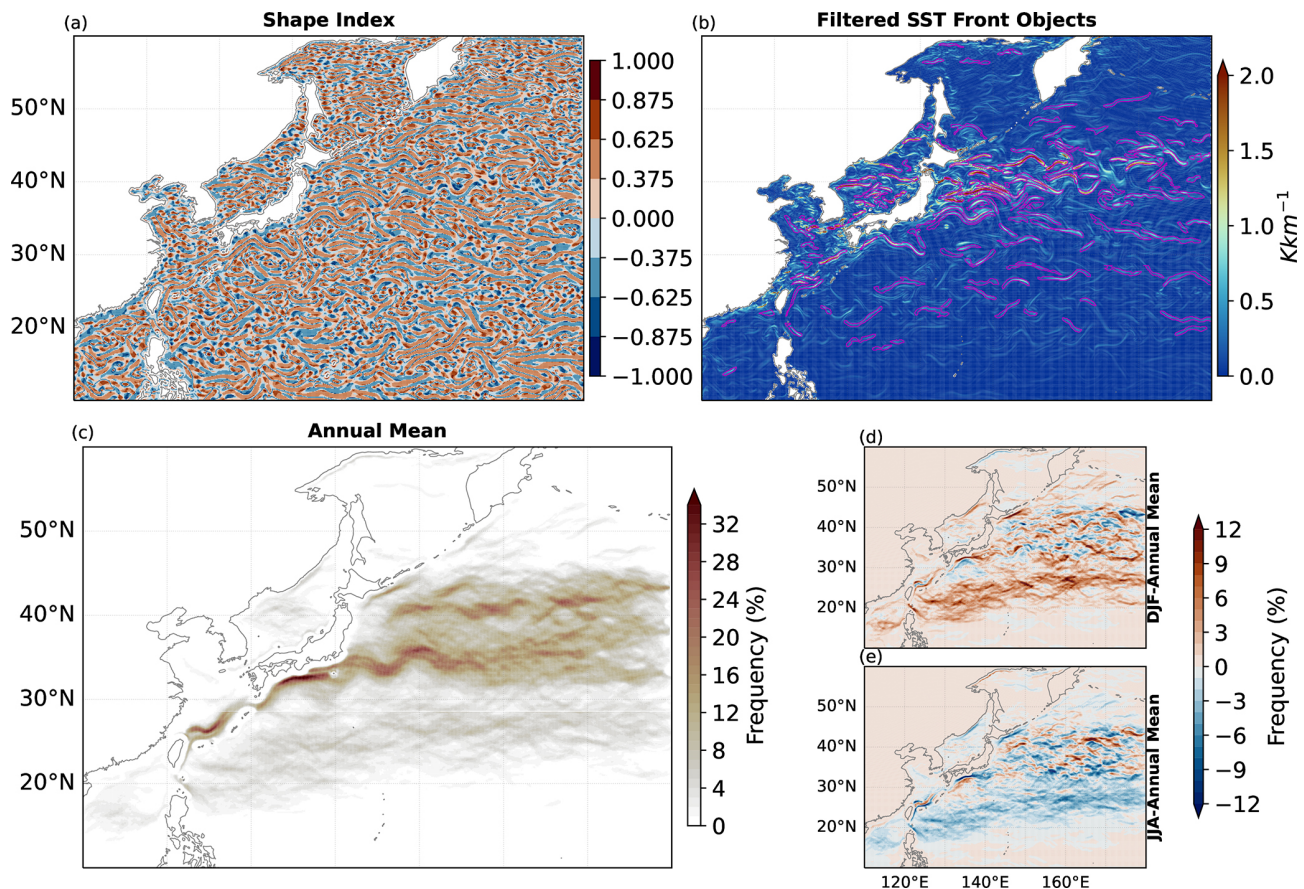 (a)
Shape Index
50°N
40°N
30°N
20°N
1.000
0.875
0.625
0.375
0.000
−0.375
−0.625
−0.875
−1.000
(b)
Filtered SST Front Objects
2.0
1.5
1.0
0.5
0.0
Kkm⁻¹
(c)
Annual Mean
50°N
40°N
30°N
20°N
32
28
24
20
16
12
8
4
0
Frequency (%)
(d)
50°N
40°N
30°N
20°N
DJF-Annual Mean
(e)
50°N
40°N
30°N
20°N
120°E 140°E 160°E
JJA-Annual Mean
12
9
6
3
0
−3
−6
−9
−12
Frequency (%)